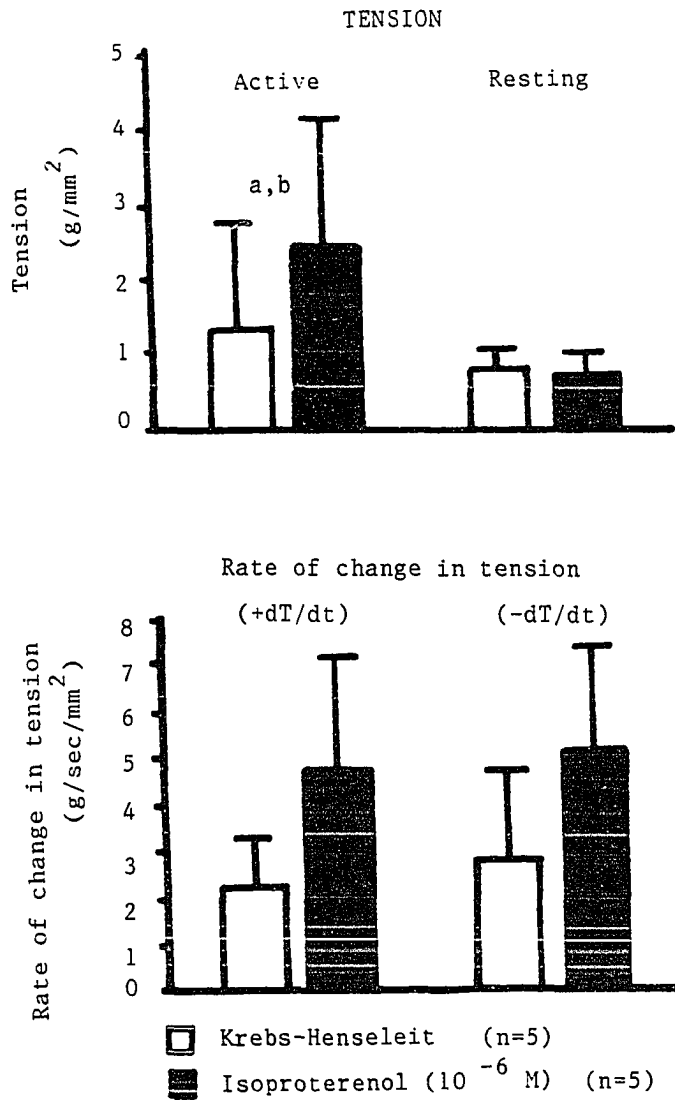 TENSION
Active Resting
5
4
3
2
1
0
Tension
(g/mm2)
a,b
Rate of change in tension
(+dT/dt) (-dT/dt)
8
7
6
5
4
3
2
1
0
Rate of change in tension
(g/sec/mm2)
Krebs-Henseleit (n=5)
Isoproterenol (10 -6 M) (n=5)